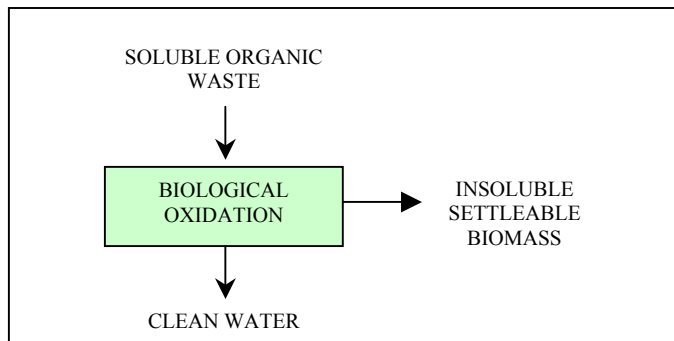 SOLUBLE ORGANIC
WASTE
BIOLOGICAL
OXIDATION
INSOLUBLE
SETTLEABLE
BIOMASS
CLEAN WATER